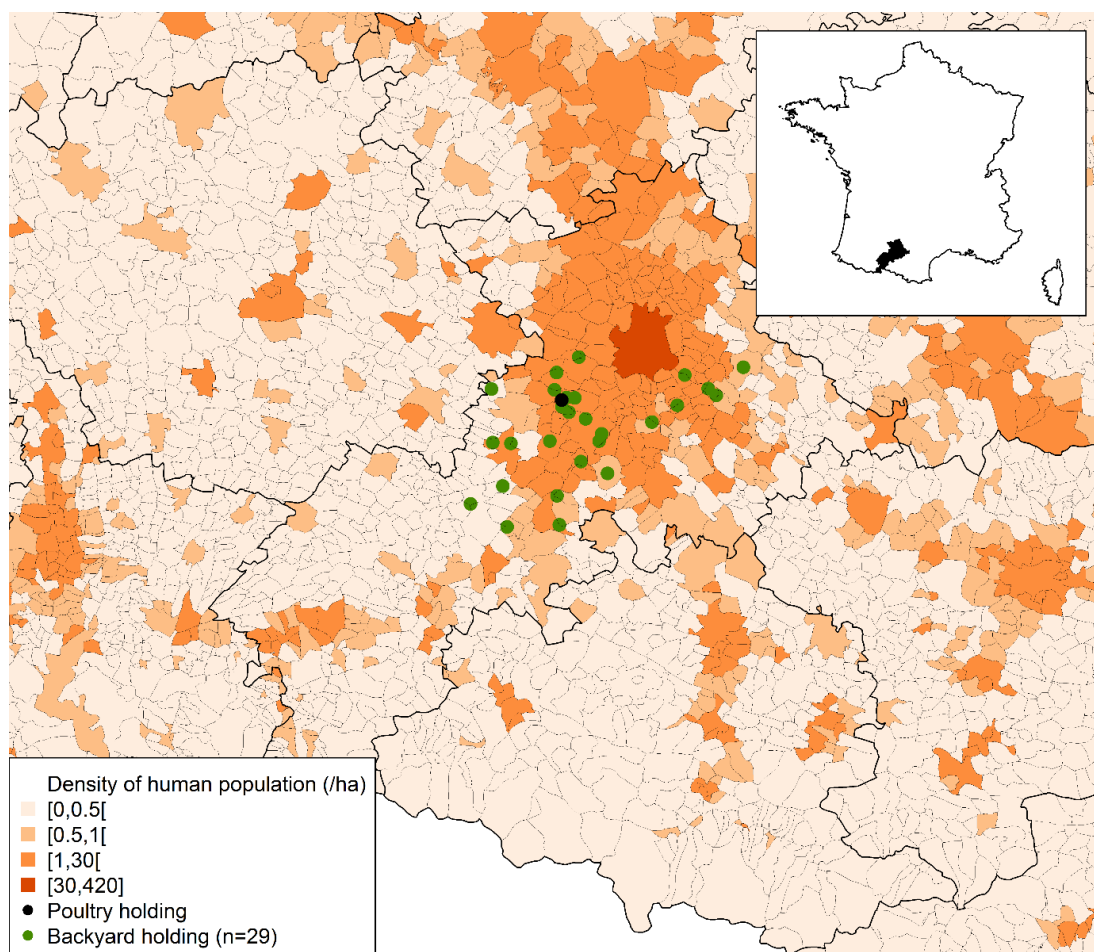 Density of human population (/ha)
[0,0.5[
[0.5,1[
[1,30[
[30,420]
Poultry holding
Backyard holding (n=29)